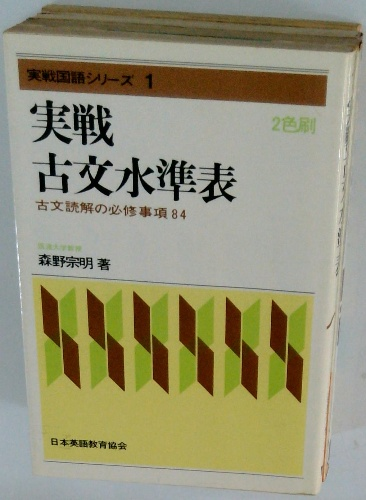 実戦国語シリーズ 1
2色刷
実戦
古文水準表
古文読解の必修事項84
森野宗明 著
日本英語教育協会